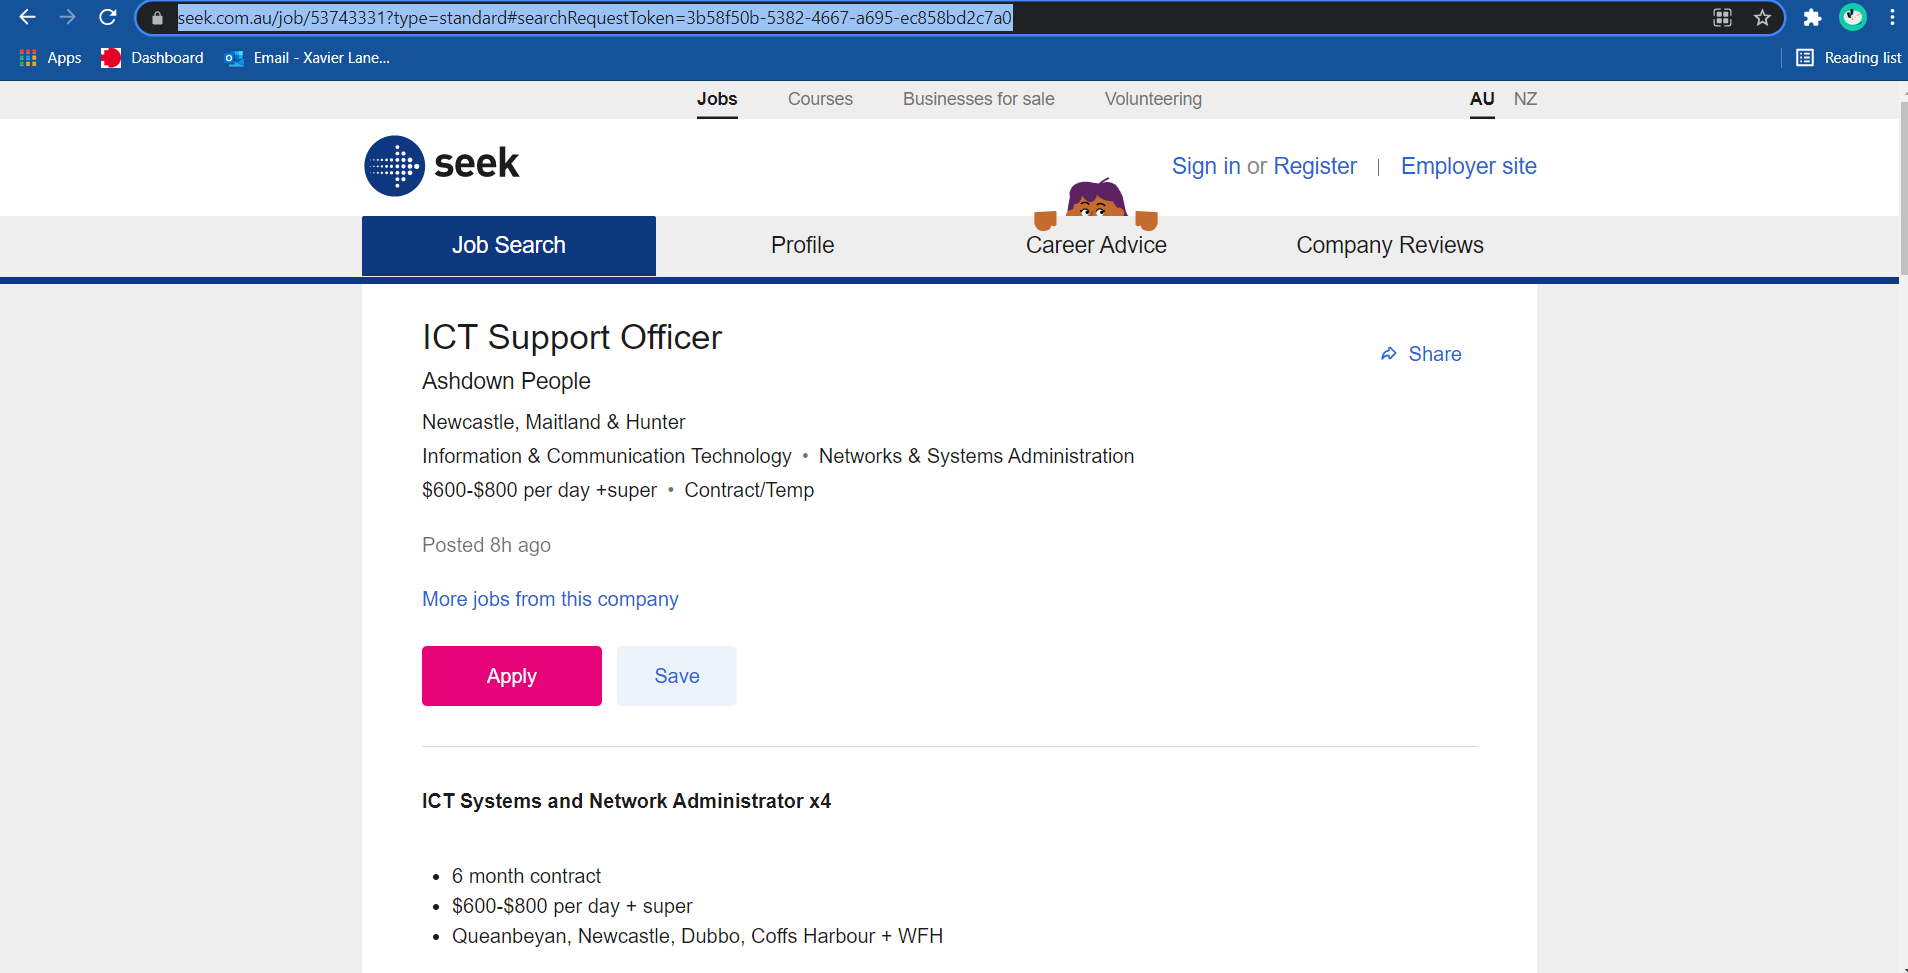 seek.com.au/job/53743331?type=standard#searchRequestToken=3b58f50b-5382-4667-a695-ec858bd2c7a0
Apps Dashboard Email - Xavier Lane... Reading list
Jobs Courses Businesses for sale Volunteering AU NZ
seek Sign in or Register | Employer site
Job Search Profile Career Advice Company Reviews
ICT Support Officer
Share
Ashdown People
Newcastle, Maitland & Hunter
Information & Communication Technology • Networks & Systems Administration
$600-$800 per day +super • Contract/Temp
Posted 8h ago
More jobs from this company
Apply Save
ICT Systems and Network Administrator x4
• 6 month contract
• $600-$800 per day + super
• Queanbeyan, Newcastle, Dubbo, Coffs Harbour + WFH